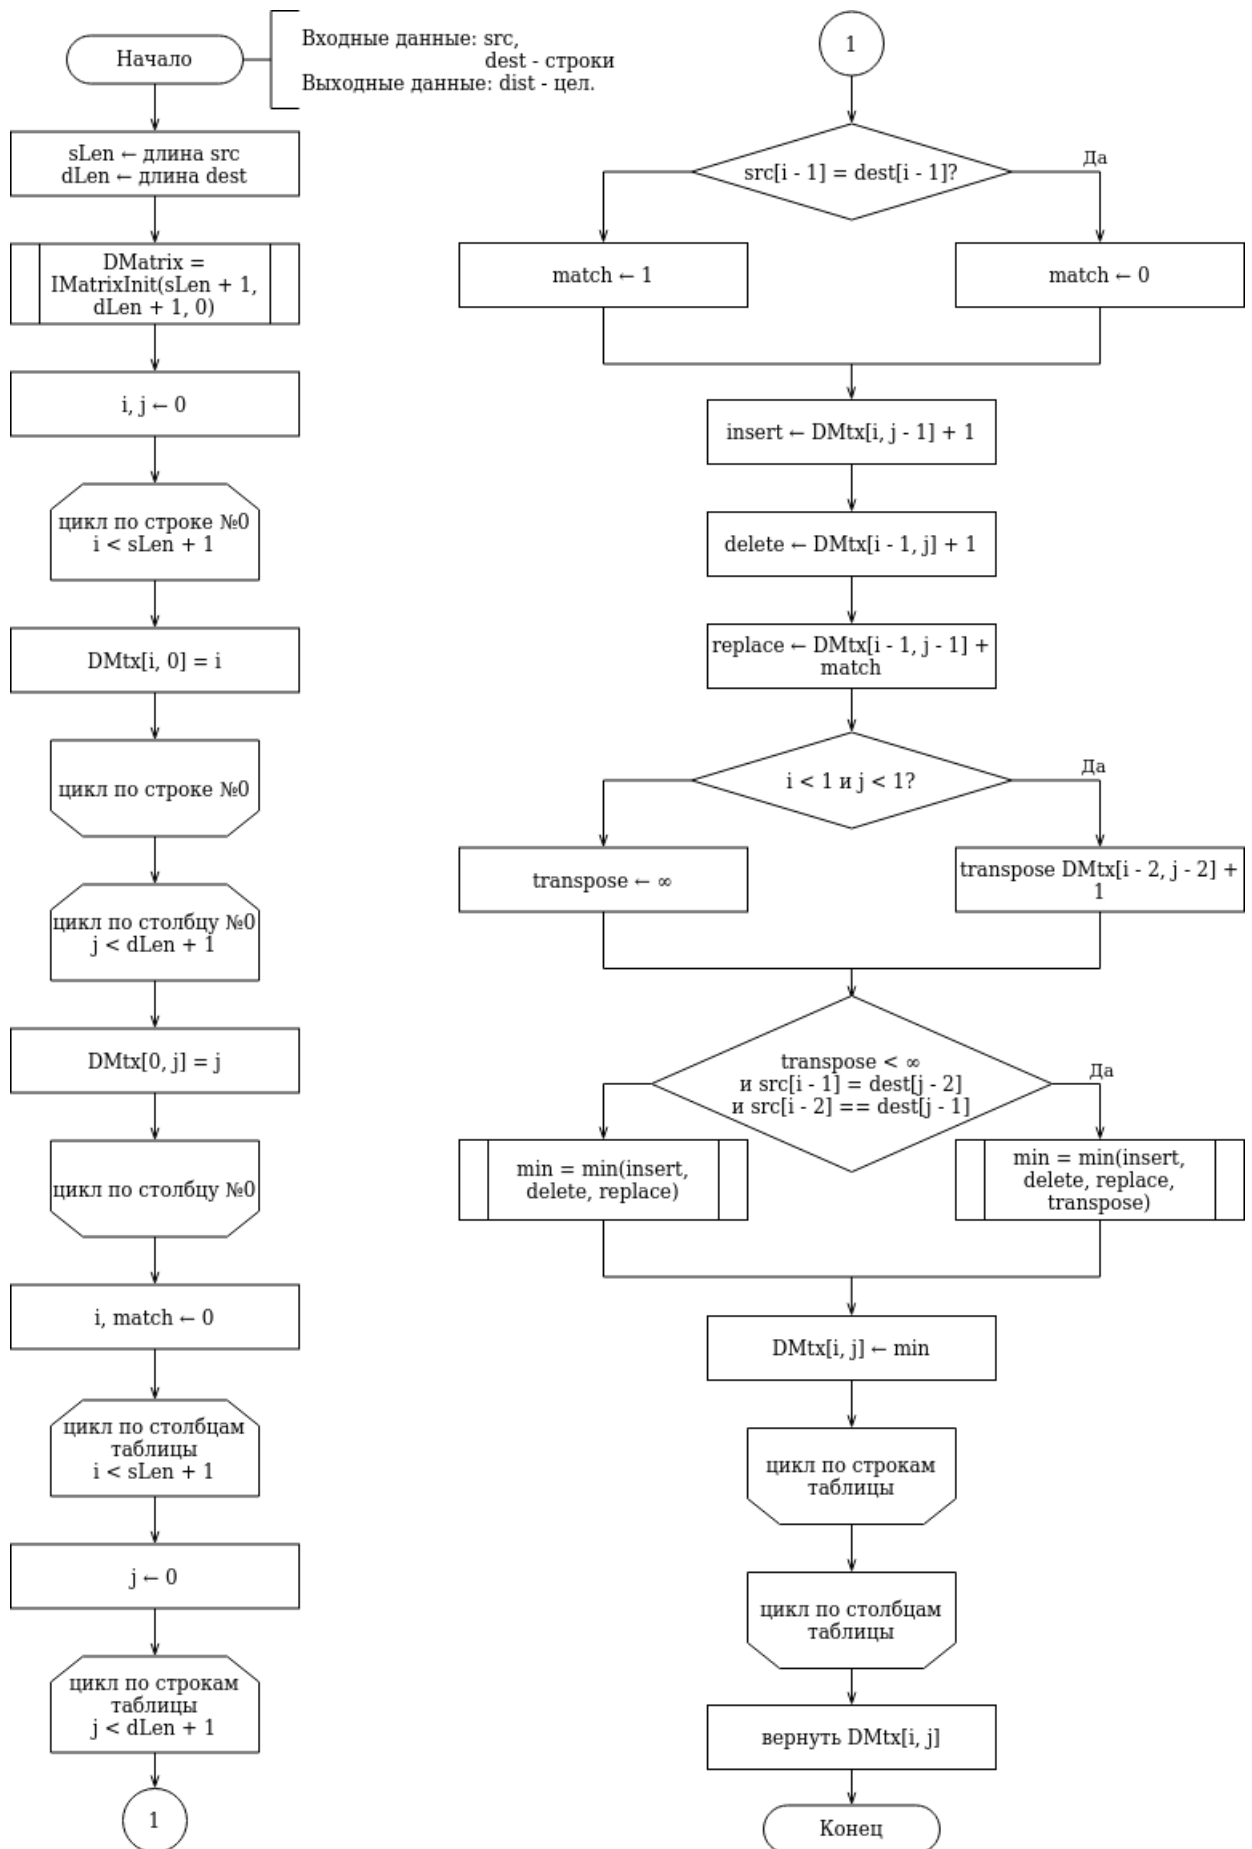 Начало
Входные данные: src,
dest - строки
Выходные данные: dist - цел.
sLen ← длина src
dLen ← длина dest
DMatrix =
IMatrixInit(sLen + 1,
dLen + 1, 0)
i, j ← 0
цикл по строке №0
i < sLen + 1
DMtx[i, 0] = i
цикл по строке №0
цикл по столбцу №0
j < dLen + 1
DMtx[0, j] = j
цикл по столбцу №0
i, match ← 0
цикл по столбцам
таблицы
i < sLen + 1
j ← 0
цикл по строкам
таблицы
j < dLen + 1
1
1
src[i - 1] = dest[i - 1]?
Да
match ← 1
match ← 0
insert ← DMtx[i, j - 1] + 1
delete ← DMtx[i - 1, j] + 1
replace ← DMtx[i - 1, j - 1] +
match
i < 1 и j < 1?
Да
transpose ← ∞
transpose DMtx[i - 2, j - 2] +
1
transpose < ∞
и src[i - 1] = dest[j - 2]
и src[i - 2] == dest[j - 1]
Да
min = min(insert,
delete, replace)
min = min(insert,
delete, replace,
transpose)
DMtx[i, j] ← min
цикл по строкам
таблицы
цикл по столбцам
таблицы
вернуть DMtx[i, j]
Конец